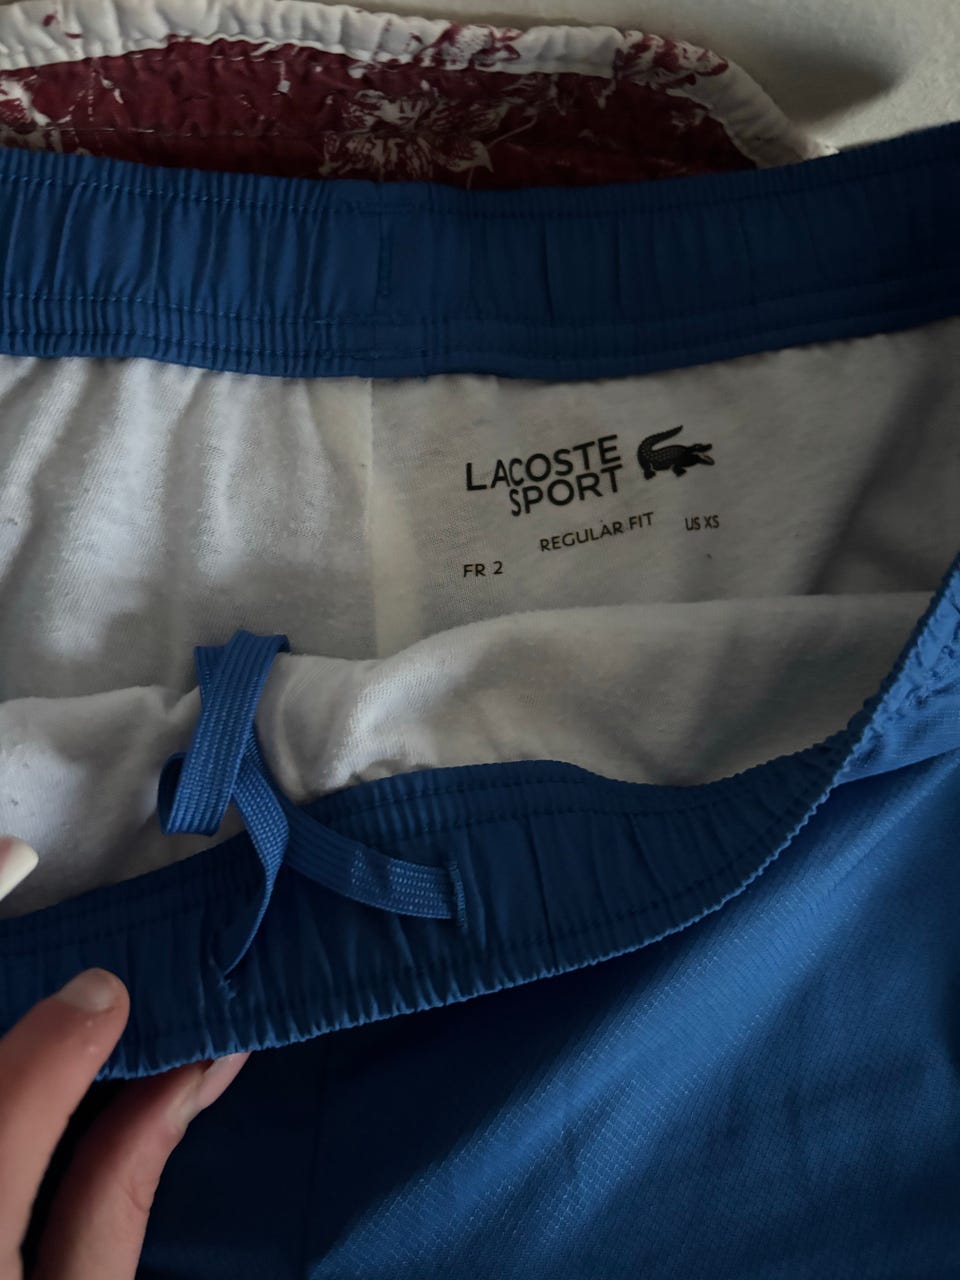 LACOSTE
SPORT
FR 2 REGULAR FIT US XS